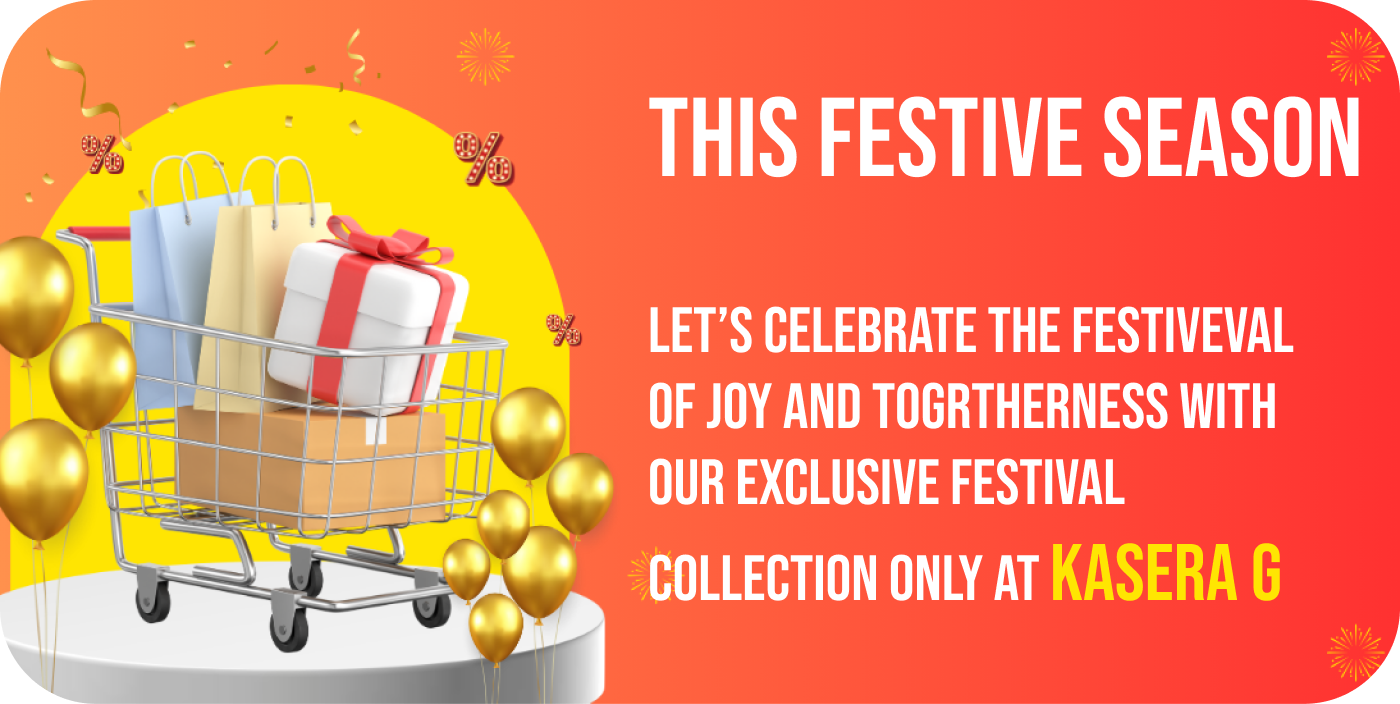 THIS FESTIVE SEASON
LET’S CELEBRATE THE FESTIVEVAL
OF JOY AND TOGRTHERNESS WITH
OUR EXCLUSIVE FESTIVAL
COLLECTION ONLY AT KASERA G
%
%
%